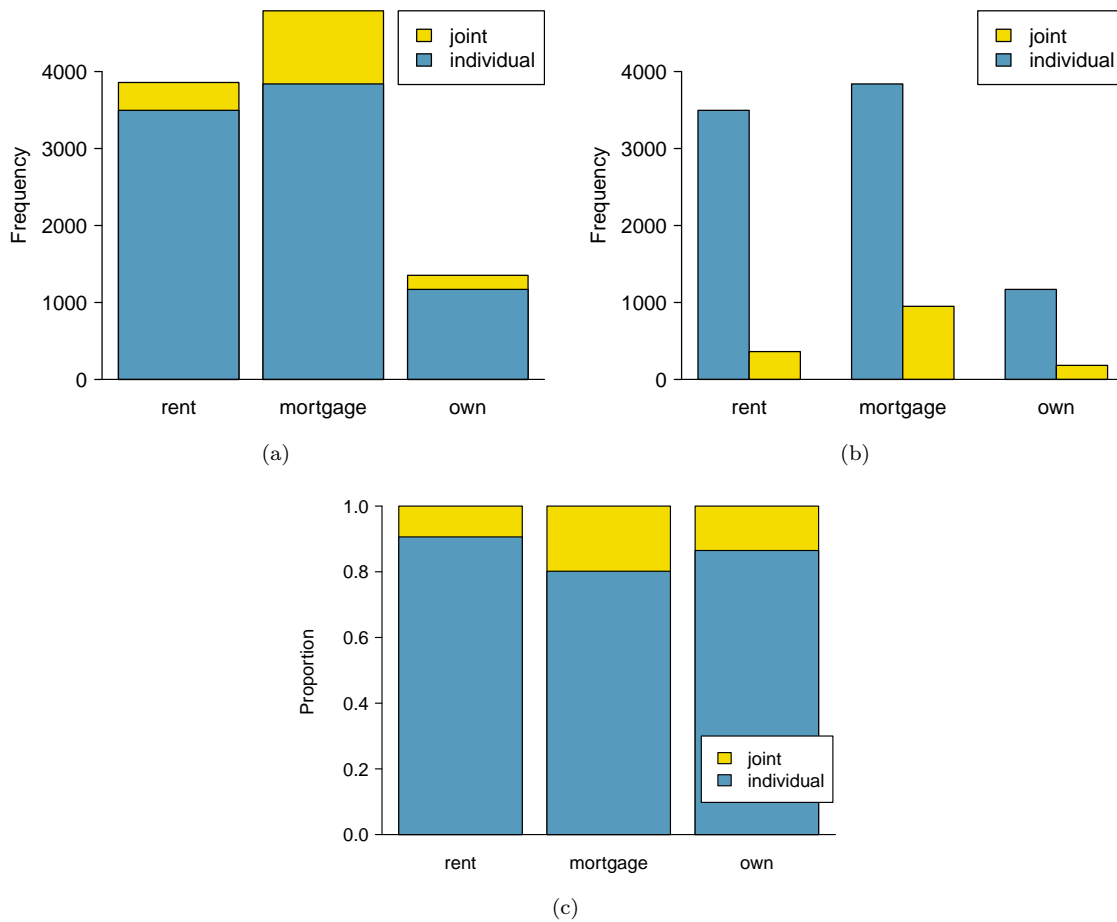 joint
individual
4000
3000
2000
1000
0
Frequency
rent mortgage own
(a)
joint
individual
4000
3000
2000
1000
0
Frequency
rent mortgage own
(b)
1.0
0.8
0.6
0.4
0.2
0.0
Proportion
joint
individual
rent mortgage own
(c)